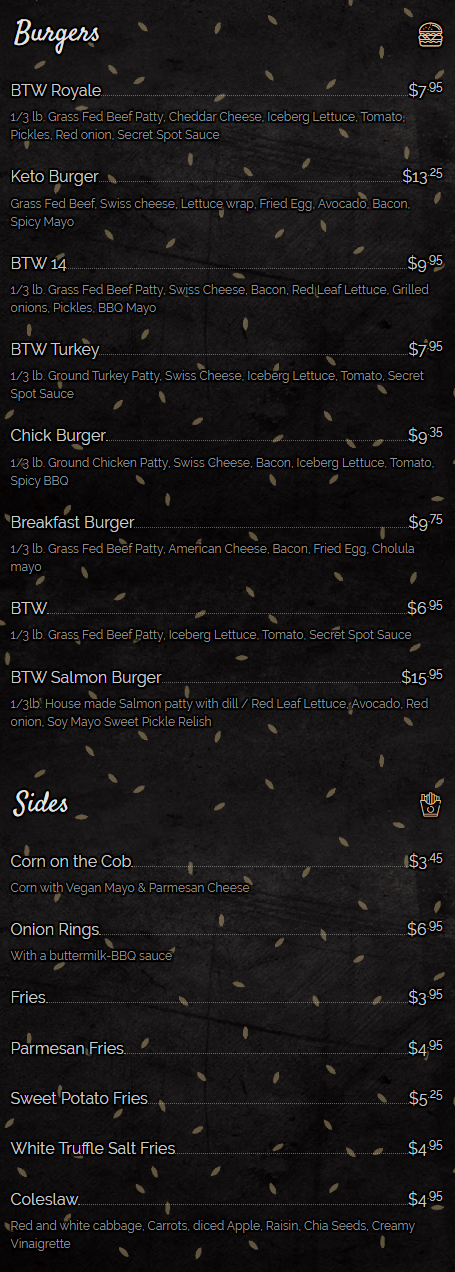 Burgers
BTW Royale $7.95
1/3 lb. Grass Fed Beef Patty, Cheddar Cheese, Iceberg Lettuce, Tomato,
Pickles, Red onion, Secret Spot Sauce
Keto Burger $13.25
Grass Fed Beef, Swiss cheese, Lettuce wrap, Fried Egg, Avocado, Bacon,
Spicy Mayo
BTW 14 $9.95
1/3 lb. Grass Fed Beef Patty, Swiss Cheese, Bacon, Red Leaf Lettuce, Grilled
onions, Pickles, BBQ Mayo
BTW Turkey $7.95
1/3 lb. Ground Turkey Patty, Swiss Cheese, Iceberg Lettuce, Tomato, Secret
Spot Sauce
Chick Burger $9.35
1/3 lb. Ground Chicken Patty, Swiss Cheese, Bacon, Iceberg Lettuce, Tomato,
Spicy BBQ
Breakfast Burger $9.75
1/3 lb. Grass Fed Beef Patty, American Cheese, Bacon, Fried Egg, Cholula
mayo
BTW $6.95
1/3 lb. Grass Fed Beef Patty, Iceberg Lettuce, Tomato, Secret Spot Sauce
BTW Salmon Burger $15.95
1/3lb. House made Salmon patty with dill / Red Leaf Lettuce, Avocado, Red
onion, Soy Mayo Sweet Pickle Relish
Sides
Corn on the Cob $3.45
Corn with Vegan Mayo & Parmesan Cheese
Onion Rings $6.95
With a buttermilk-BBQ sauce
Fries $3.95
Parmesan Fries $4.95
Sweet Potato Fries $5.25
White Truffle Salt Fries $4.95
Coleslaw $4.95
Red and white cabbage, Carrots, diced Apple, Raisin, Chia Seeds, Creamy
Vinaigrette